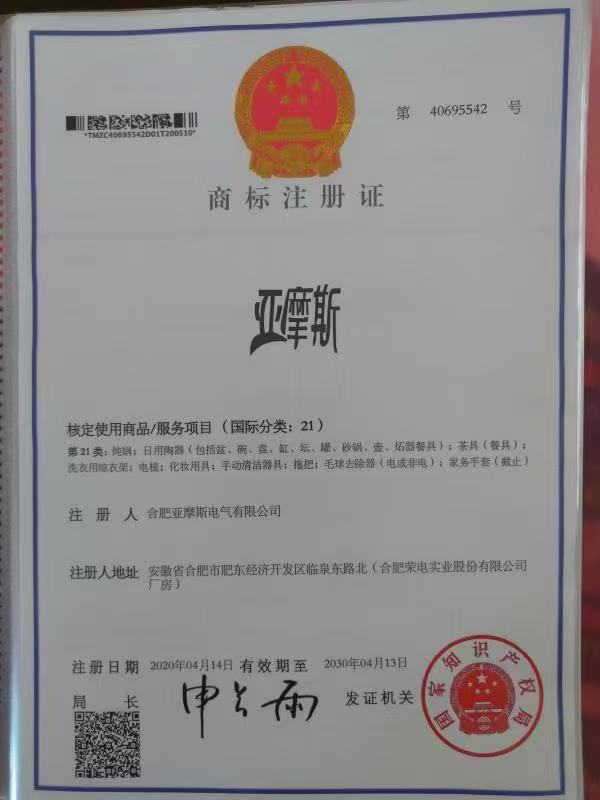 第 40695542 号
*TMZC40695542D01T200510*
商标注册证
亚摩斯
核定使用商品/服务项目（国际分类：21）
第21类：炖锅；日用陶器（包括盆、碗、盘、缸、坛、罐、砂锅、壶、炻器餐具）；茶具（餐具）；
洗衣用晾衣架；电梳；化妆用具；手动清洁器具；拖把；毛球去除器（电或非电）；家务手套（截止）
注册人 合肥亚摩斯电气有限公司
注册人地址 安徽省合肥市肥东经济开发区临泉东路北（合肥荣电实业股份有限公司
厂房）
注册日期 2020年04月14日 有效期至 2030年04月13日
局长 申长雨 发证机关
国家知识产权局